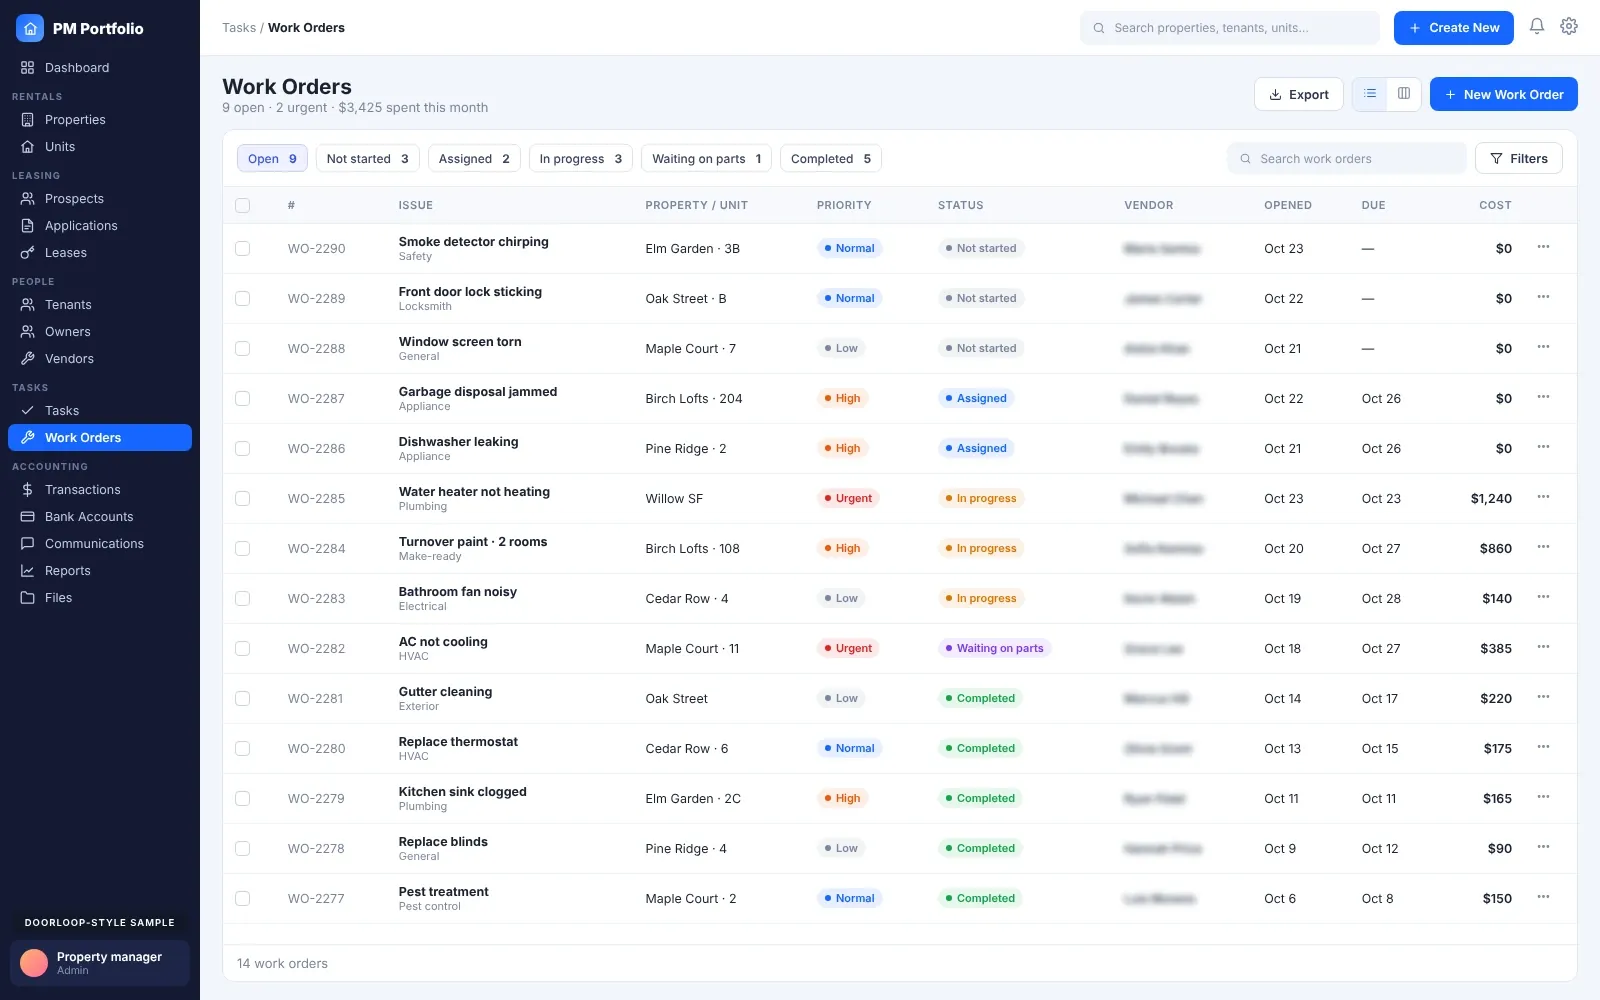 PM Portfolio
Dashboard
RENTALS
Properties
Units
LEASING
Prospects
Applications
Leases
PEOPLE
Tenants
Owners
Vendors
TASKS
Tasks
Work Orders
ACCOUNTING
Transactions
Bank Accounts
Communications
Reports
Files
DOORLOOP-STYLE SAMPLE
Property manager
Admin
Tasks / Work Orders
Search properties, tenants, units...
+ Create New
Work Orders
9 open · 2 urgent · $3,425 spent this month
Export
+ New Work Order
Open 9 Not started 3 Assigned 2 In progress 3 Waiting on parts 1 Completed 5
Search work orders
Filters
# ISSUE PROPERTY / UNIT PRIORITY STATUS VENDOR OPENED DUE COST
WO-2290 Smoke detector chirping Elm Garden · 3B Normal Not started Oct 23 — $0 ···
Safety
WO-2289 Front door lock sticking Oak Street · B Normal Not started Oct 22 — $0 ···
Locksmith
WO-2288 Window screen torn Maple Court · 7 Low Not started Oct 21 — $0 ···
General
WO-2287 Garbage disposal jammed Birch Lofts · 204 High Assigned Oct 22 Oct 26 $0 ···
Appliance
WO-2286 Dishwasher leaking Pine Ridge · 2 High Assigned Oct 21 Oct 26 $0 ···
Appliance
WO-2285 Water heater not heating Willow SF Urgent In progress Oct 23 Oct 23 $1,240 ···
Plumbing
WO-2284 Turnover paint · 2 rooms Birch Lofts · 108 High In progress Oct 20 Oct 27 $860 ···
Make-ready
WO-2283 Bathroom fan noisy Cedar Row · 4 Low In progress Oct 19 Oct 28 $140 ···
Electrical
WO-2282 AC not cooling Maple Court · 11 Urgent Waiting on parts Oct 18 Oct 27 $385 ···
HVAC
WO-2281 Gutter cleaning Oak Street Low Completed Oct 14 Oct 17 $220 ···
Exterior
WO-2280 Replace thermostat Cedar Row · 6 Normal Completed Oct 13 Oct 15 $175 ···
HVAC
WO-2279 Kitchen sink clogged Elm Garden · 2C High Completed Oct 11 Oct 11 $165 ···
Plumbing
WO-2278 Replace blinds Pine Ridge · 4 Low Completed Oct 9 Oct 12 $90 ···
General
WO-2277 Pest treatment Maple Court · 2 Normal Completed Oct 6 Oct 8 $150 ···
Pest control
14 work orders